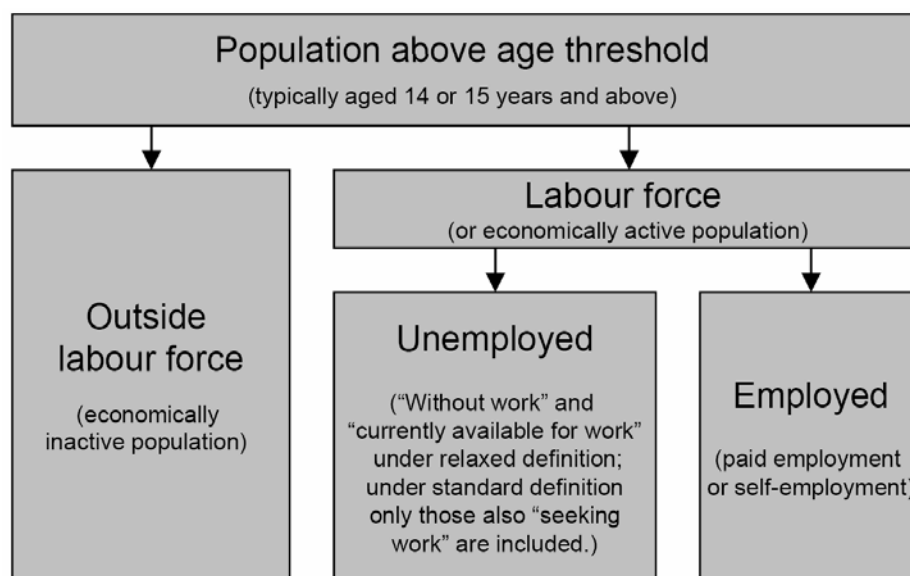 Population above age threshold
(typically aged 14 or 15 years and above)
Labour force
(or economically active population)
Outside
labour force
(economically
inactive population)
Unemployed
(“Without work” and
“currently available for work”
under relaxed definition;
under standard definition
only those also “seeking
work” are included.)
Employed
(paid employment
or self-employment)